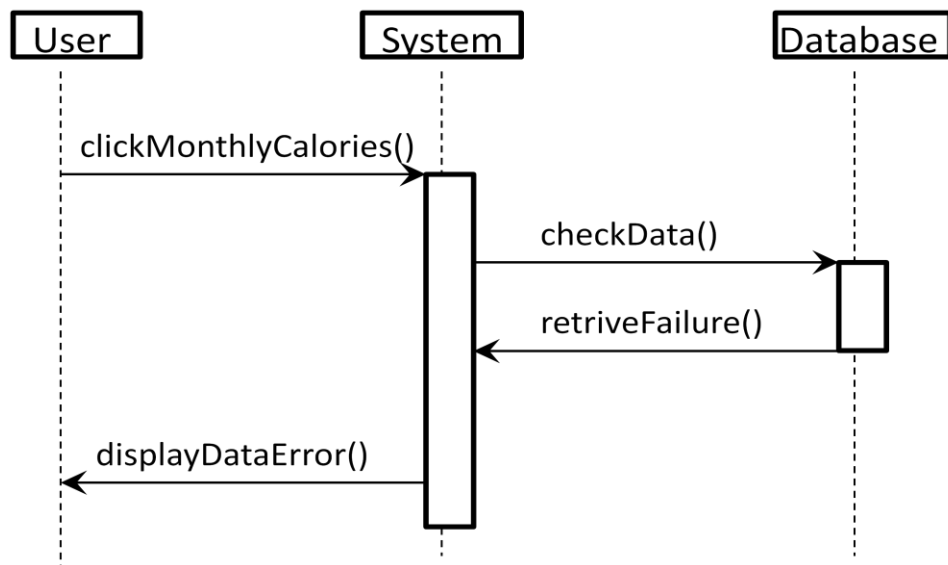 User
System
Database
clickMonthlyCalories()
checkData()
retriveFailure()
displayDataError()